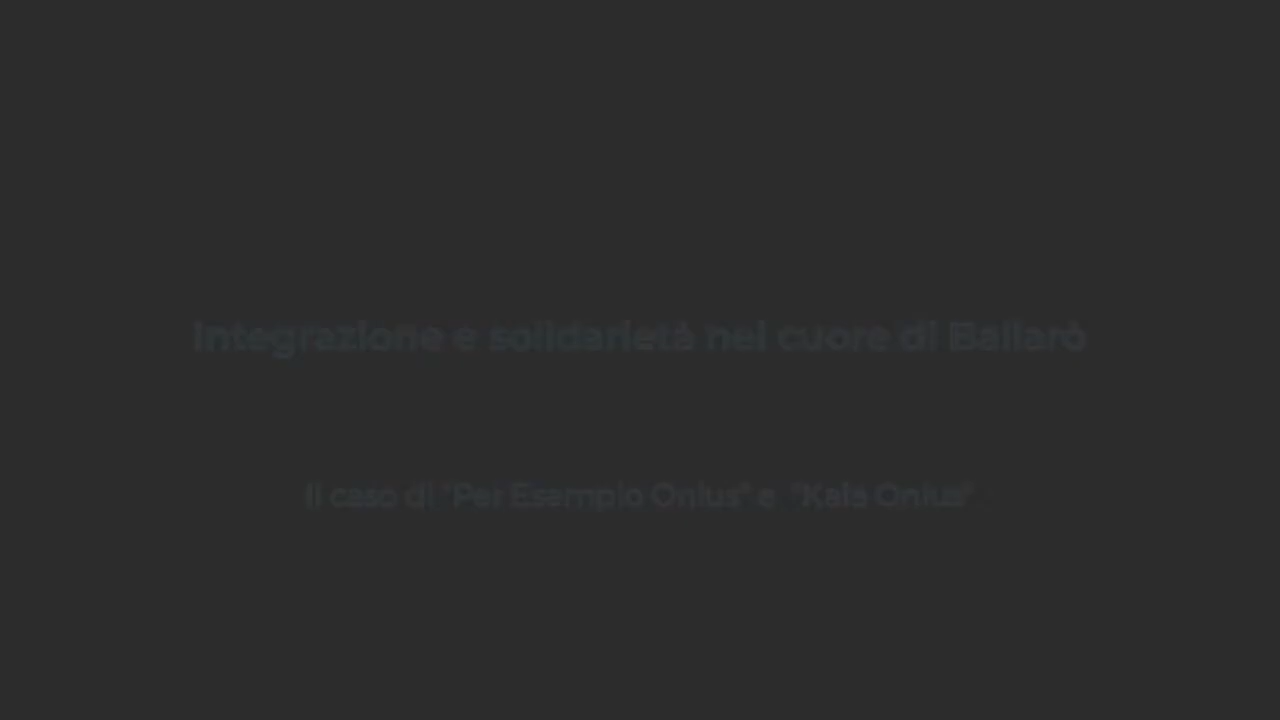 Integrazione e solidarietà nel cuore di Ballarò
Il caso di "Per Esempio Onlus" e "Kala Onlus"